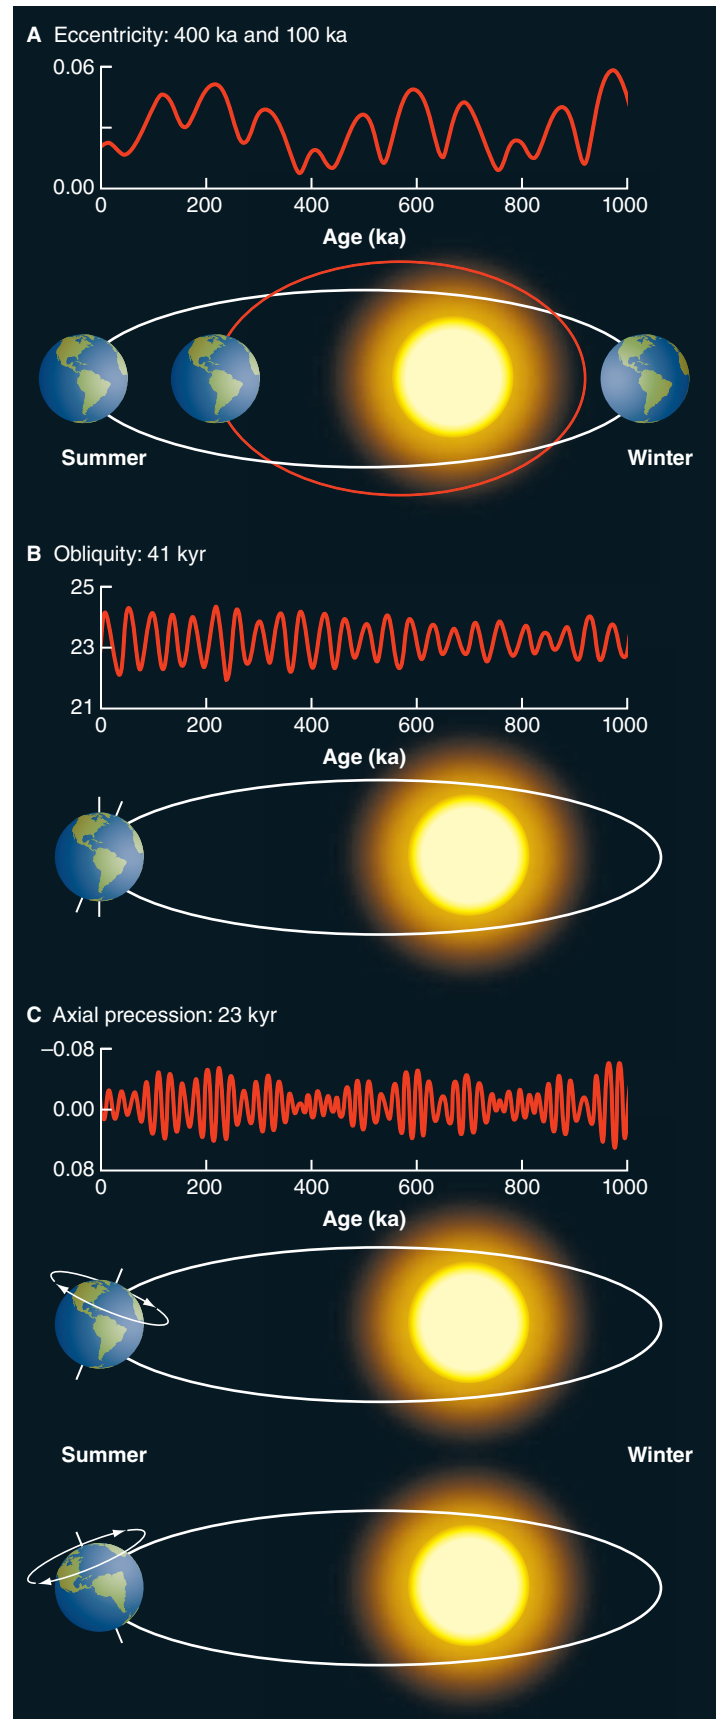 A Eccentricity: 400 ka and 100 ka
0.06
0.00
0 200 400 600 800 1000
Age (ka)
Summer Winter
B Obliquity: 41 kyr
25
23
21
0 200 400 600 800 1000
Age (ka)
C Axial precession: 23 kyr
–0.08
0.00
0.08
0 200 400 600 800 1000
Age (ka)
Summer Winter